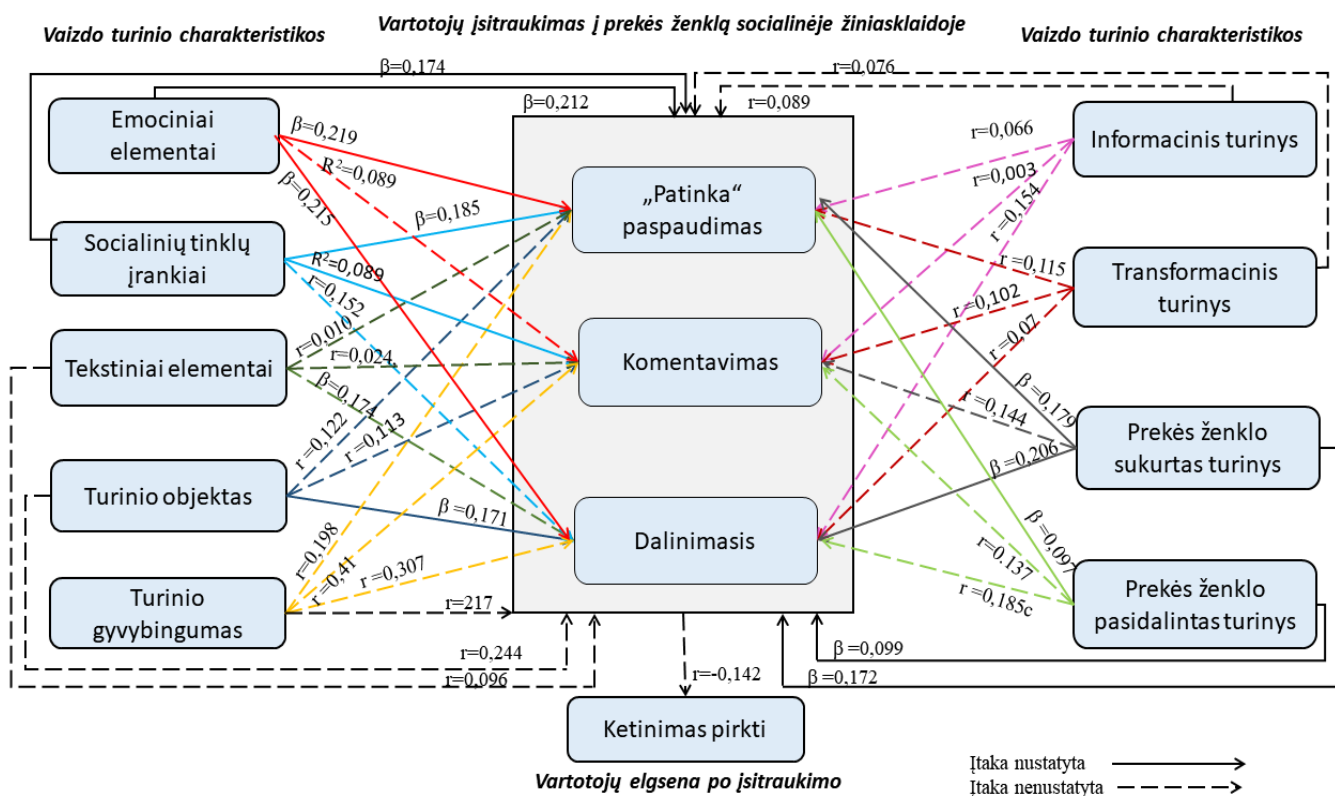 Vartotojų įsitraukimas į prekės ženklą socialinėje žiniasklaidoje
Vaizdo turinio charakteristikos
Vaizdo turinio charakteristikos
β=0,174
r=0,076
β=0,212
r=0,089
Emociniai
elementai
Socialinių tinklų
įrankiai
Tekstiniai elementai
Turinio objektas
Turinio
gyvybingumas
β=0,219
R²=0,089
β=0,215
β=0,185
R²=0,089
r=0,152
r=0,010
r=0,024
β=0,174
r=0,122
r=0,113
β=0,171
r=0,198
r=0,41
r=0,307
r=217
r=0,244
r=0,096
„Patinka“
paspaudimas
Komentavimas
Dalinimasis
r=0,066
r=0,003
r=0,154
r=0,115
r=0,102
r=0,07
β=0,179
r=0,144
β=0,206
β=0,097
r=0,137
r=0,185c
Informacinis turinys
Transformacinis
turinys
Prekės ženklo
sukurtas turinys
Prekės ženklo
pasidalintas turinys
β=0,099
β=0,172
r=-0,142
Ketinimas pirkti
Vartotojų elgsena po įsitraukimo
Įtaka nustatyta
Įtaka nenustatyta